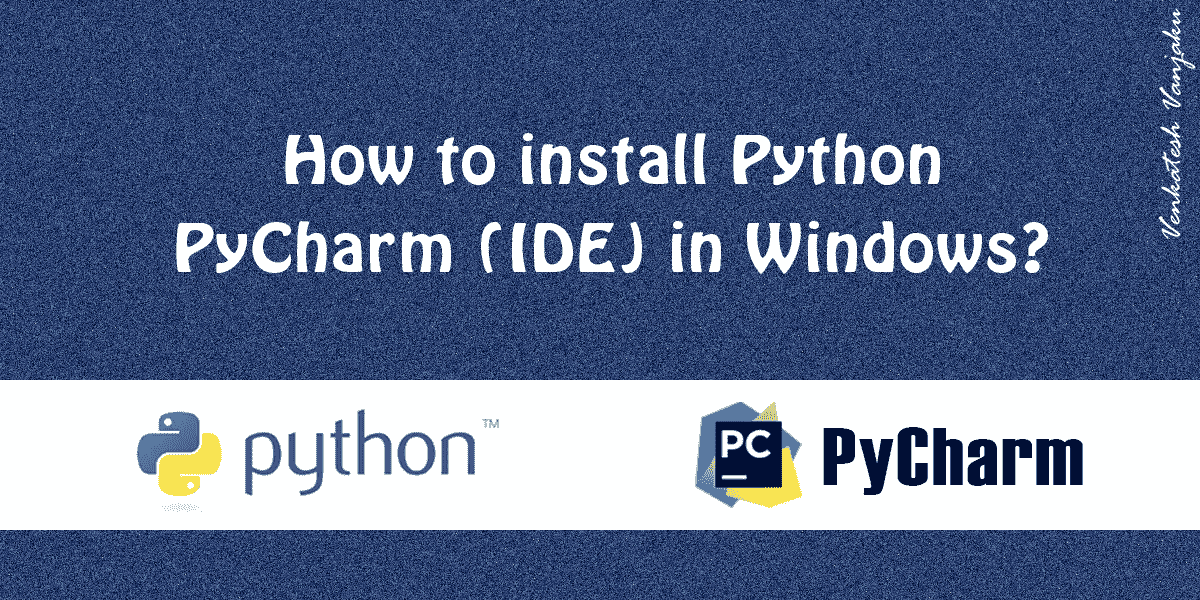 How to install Python
PyCharm (IDE) in Windows?
Venkatesh Vanjaku
python™
PC
PyCharm